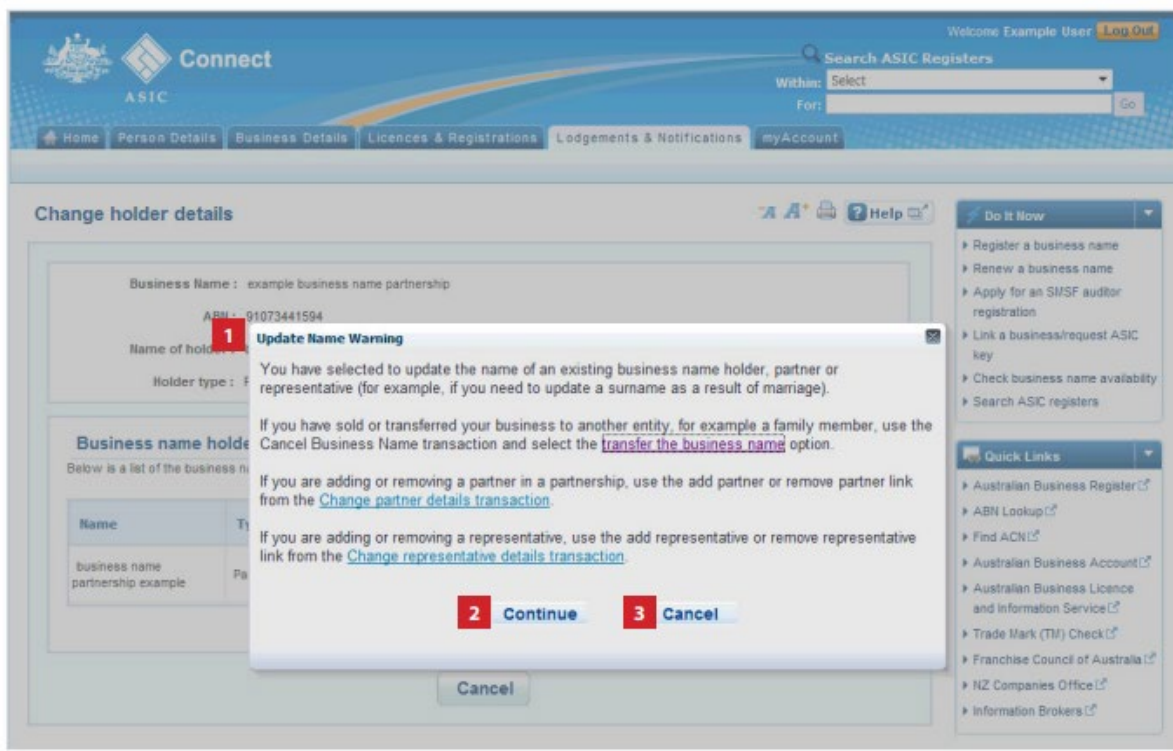 Welcome Example User Log Out
Connect
ASIC
Search ASIC Registers
Within: Select
For: Go
Home Person Details Business Details Licences & Registrations Lodgements & Notifications myAccount
Change holder details
-A A+ ? Help
Business Name : example business name partnership
ABN : 91073441594
Name of holder :
Holder type : P
1 Update Name Warning
You have selected to update the name of an existing business name holder, partner or
representative (for example, if you need to update a surname as a result of marriage).
If you have sold or transferred your business to another entity, for example a family member, use the
Cancel Business Name transaction and select the transfer the business name option.
If you are adding or removing a partner in a partnership, use the add partner or remove partner link
from the Change partner details transaction.
If you are adding or removing a representative, use the add representative or remove representative
link from the Change representative details transaction.
2 Continue 3 Cancel
Business name holde
Below is a list of the business n
Name Ty
business name
partnership example
Pa
Cancel
Do It Now
Register a business name
Renew a business name
Apply for an SMSF auditor
registration
Link a business/request ASIC
key
Check business name availability
Search ASIC registers
Quick Links
Australian Business Register
ABN Lookup
Find ACN
Australian Business Account
Australian Business Licence
and Information Service
Trade Mark (TM) Check
Franchise Council of Australia
NZ Companies Office
Information Brokers